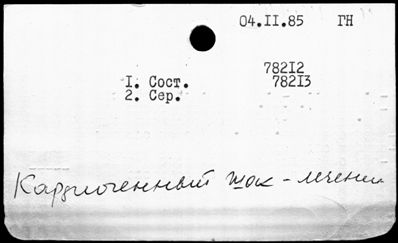 04.II.85 ГН
78212
I. Сост. 78213
2. Сер.
Кардиогенный шок - лечение